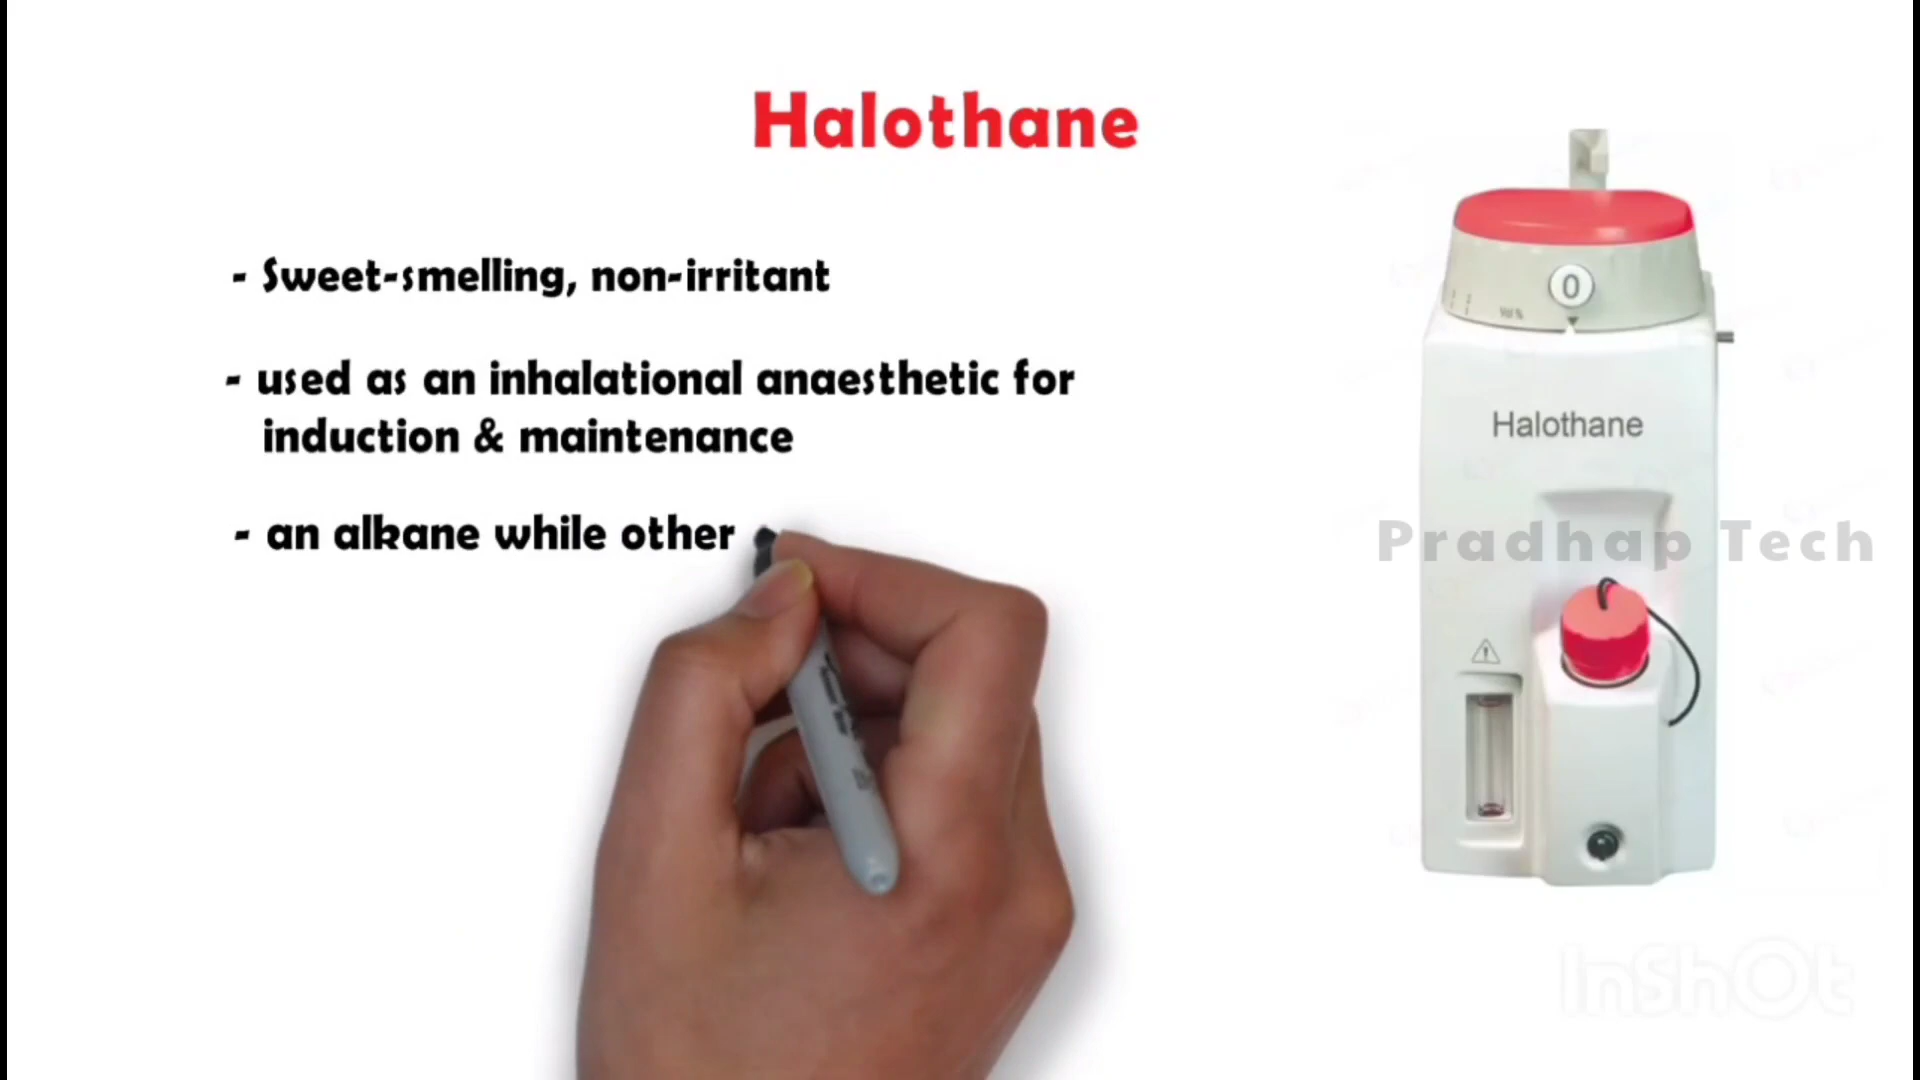 Halothane
- Sweet-smelling, non-irritant
- used as an inhalational anaesthetic for
induction & maintenance
- an alkane while other
0
Vol %
Halothane
Pradhap Tech
InShOt